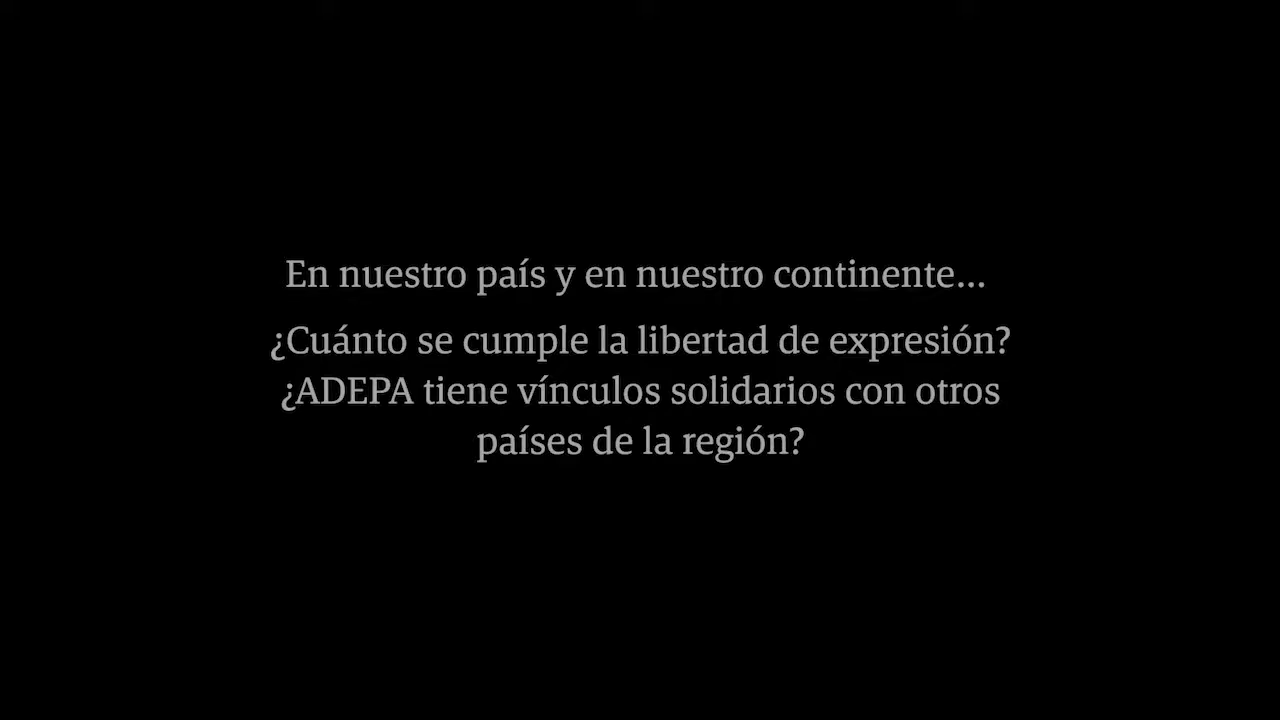 En nuestro país y en nuestro continente...
¿Cuánto se cumple la libertad de expresión?
¿ADEPA tiene vínculos solidarios con otros
países de la región?